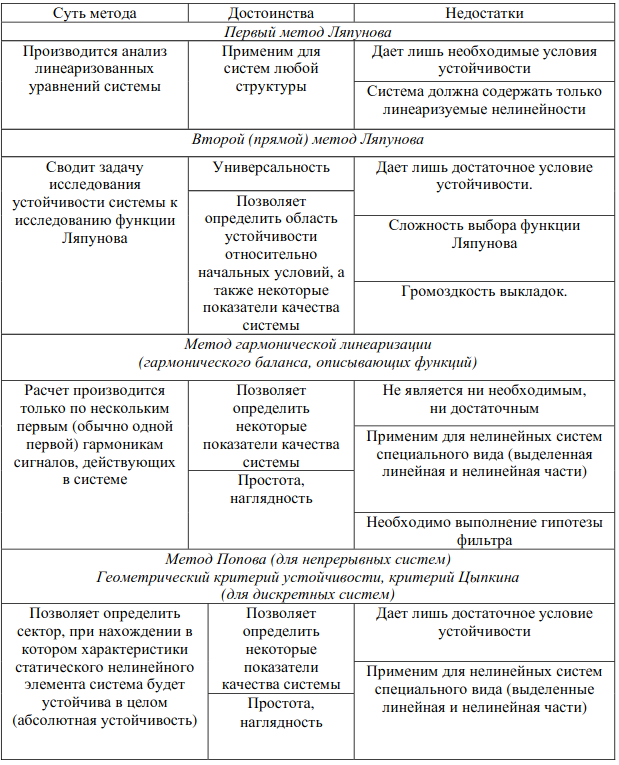 Суть метода
Достоинства
Недостатки
Первый метод Ляпунова
Производится анализ
линеаризованных
уравнений системы
Применим для
систем любой
структуры
Дает лишь необходимые условия
устойчивости
Система должна содержать только
линеаризуемые нелинейности
Второй (прямой) метод Ляпунова
Сводит задачу
исследования
устойчивости системы к
исследованию функции
Ляпунова
Универсальность
Позволяет
определить область
устойчивости
относительно
начальных условий, а
также некоторые
показатели качества
системы
Дает лишь достаточное условие
устойчивости.
Сложность выбора функции
Ляпунова
Громоздкость выкладок.
Метод гармонической линеаризации
(гармонического баланса, описывающих функций)
Расчет производится
только по нескольким
первым (обычно одной
первой) гармоникам
сигналов, действующих
в системе
Позволяет
определить
некоторые
показатели качества
системы
Простота,
наглядность
Не является ни необходимым,
ни достаточным
Применим для нелинейных систем
специального вида (выделенная
линейная и нелинейная части)
Необходимо выполнение гипотезы
фильтра
Метод Попова (для непрерывных систем)
Геометрический критерий устойчивости, критерий Цыпкина
(для дискретных систем)
Позволяет определить
сектор, при нахождении в
котором характеристики
статического нелинейного
элемента система будет
устойчива в целом
(абсолютная устойчивость)
Позволяет
определить
некоторые
показатели
качества системы
Простота,
наглядность
Дает лишь достаточное условие
устойчивости
Применим для нелинейных систем
специального вида (выделенные
линейная и нелинейная части)